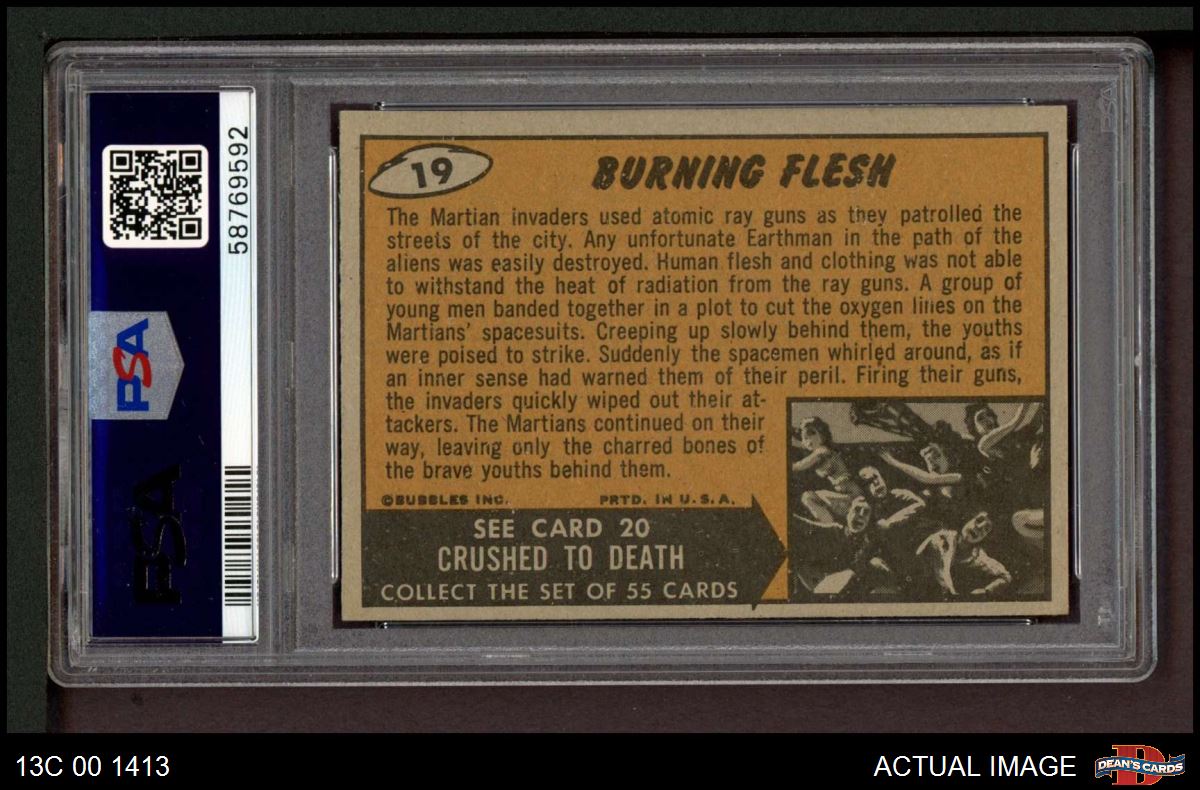 58769592
PSA
PSA
19
BURNING FLESH
The Martian invaders used atomic ray guns as they patrolled the
streets of the city. Any unfortunate Earthman in the path of the
aliens was easily destroyed. Human flesh and clothing was not able
to withstand the heat of radiation from the ray guns. A group of
young men banded together in a plot to cut the oxygen lines on the
Martians' spacesuits. Creeping up slowly behind them, the youths
were poised to strike. Suddenly the spacemen whirled around, as if
an inner sense had warned them of their peril. Firing their guns,
the invaders quickly wiped out their at-
tackers. The Martians continued on their
way, leaving only the charred bones of
the brave youths behind them.
©BUBBLES INC. PRTD. IN U.S.A.
SEE CARD 20
CRUSHED TO DEATH
COLLECT THE SET OF 55 CARDS
13C 00 1413
ACTUAL IMAGE
D
DEAN'S CARDS